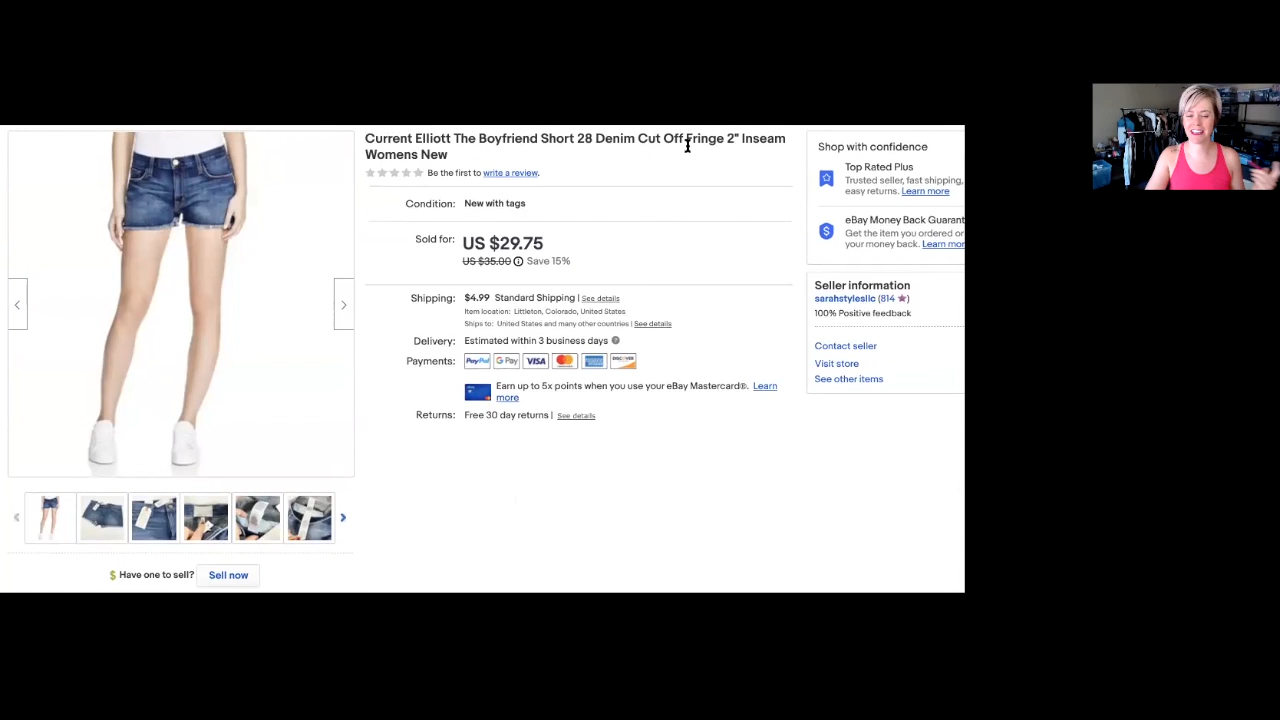 Current Elliott The Boyfriend Short 28 Denim Cut Off Fringe 2" Inseam
Womens New
Be the first to write a review.
Condition: New with tags
Sold for: US $29.75
US $35.00 Save 15%
Shipping: $4.99 Standard Shipping | See details
Item location: Littleton, Colorado, United States
Ships to: United States and many other countries | See details
Delivery: Estimated within 3 business days
Payments: PayPal G Pay VISA
DISCOVER
Earn up to 5x points when you use your eBay Mastercard®. Learn
more
Returns: Free 30 day returns | See details
$ Have one to sell? Sell now
Shop with confidence
Top Rated Plus
Trusted seller, fast shipping,
easy returns. Learn more
eBay Money Back Guarant
Get the item you ordered or
your money back. Learn mor
Seller information
sarahstylesllc (814)
100% Positive feedback
Contact seller
Visit store
See other items